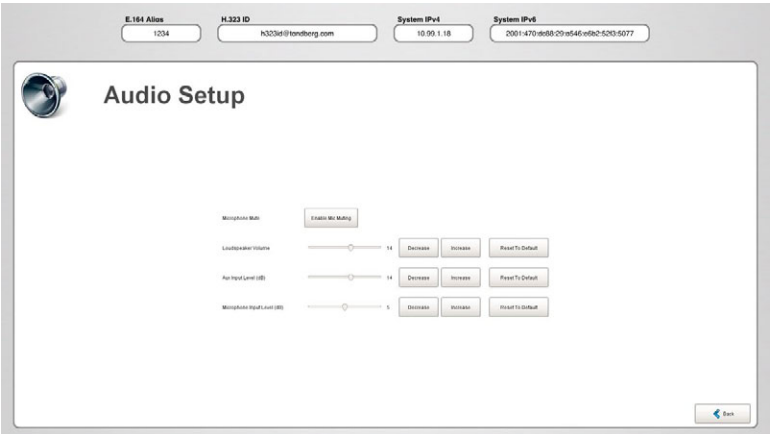 E.164 Alias H.323 ID System IPv4 System IPv6
1234 h323id@tandberg.com 10.99.1.18 2001:470:dc88:29:e546:e6b2:52f3:5077
Audio Setup
Microphone Mute Enable Mic Muting
Loudspeaker Volume 14 Decrease Increase Reset To Default
Aux Input Level (dB) 14 Decrease Increase Reset To Default
Microphone Input Level (dB) 5 Decrease Increase Reset To Default
Back